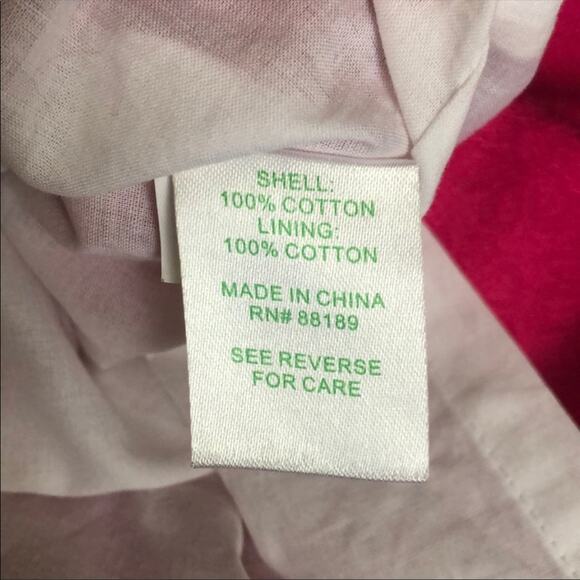 SHELL:
100% COTTON
LINING:
100% COTTON
MADE IN CHINA
RN# 88189
SEE REVERSE
FOR CARE